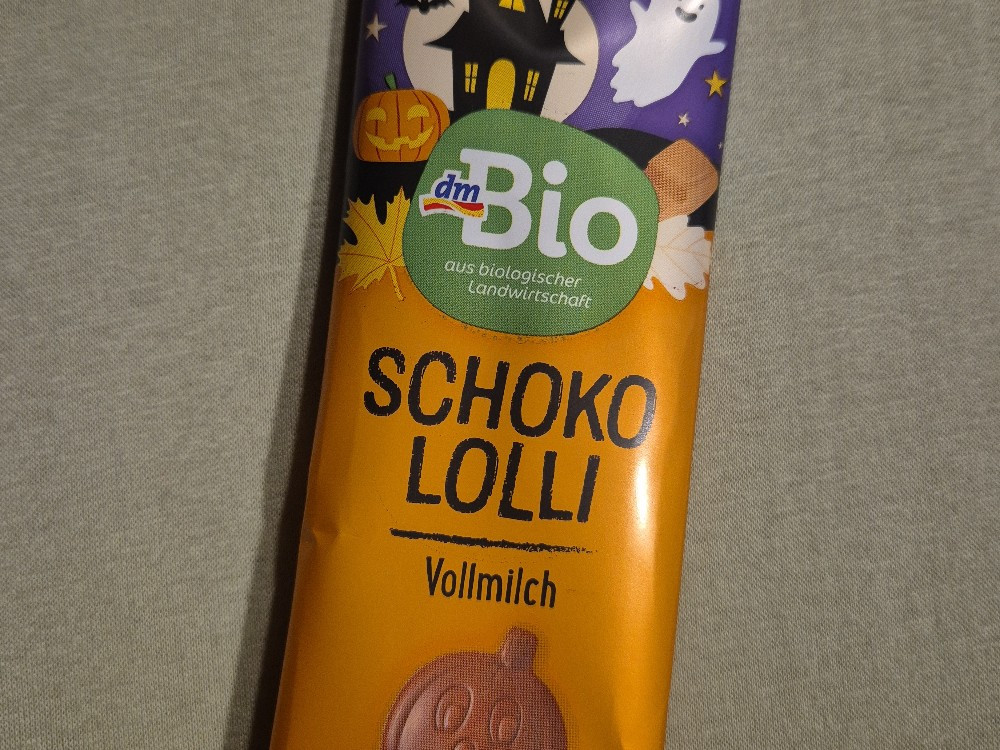 dm Bio
aus biologischer
Landwirtschaft
SCHOKO
LOLLI
Vollmilch